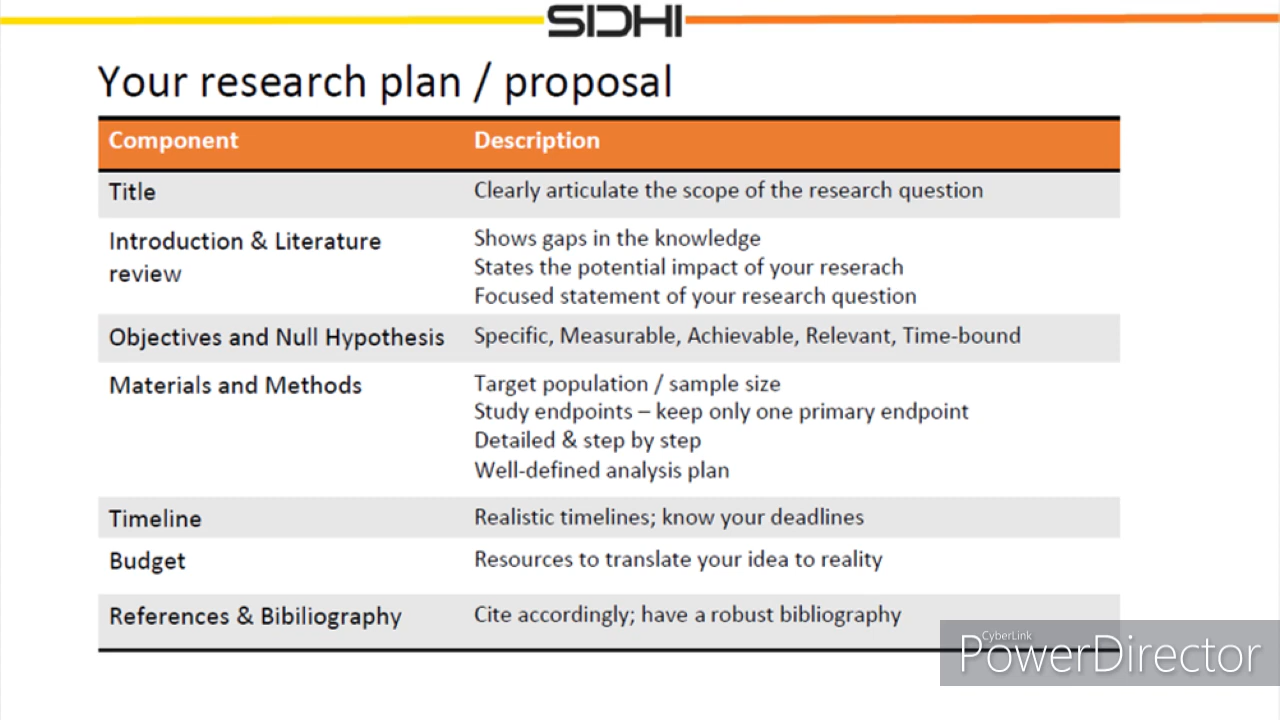 SIDHI
Your research plan / proposal
Component Description
Title Clearly articulate the scope of the research question
Introduction & Literature review
Shows gaps in the knowledge
States the potential impact of your reserach
Focused statement of your research question
Objectives and Null Hypothesis Specific, Measurable, Achievable, Relevant, Time-bound
Materials and Methods Target population / sample size
Study endpoints – keep only one primary endpoint
Detailed & step by step
Well-defined analysis plan
Timeline Realistic timelines; know your deadlines
Budget Resources to translate your idea to reality
References & Bibiliography Cite accordingly; have a robust bibliography
CyberLink
PowerDirector